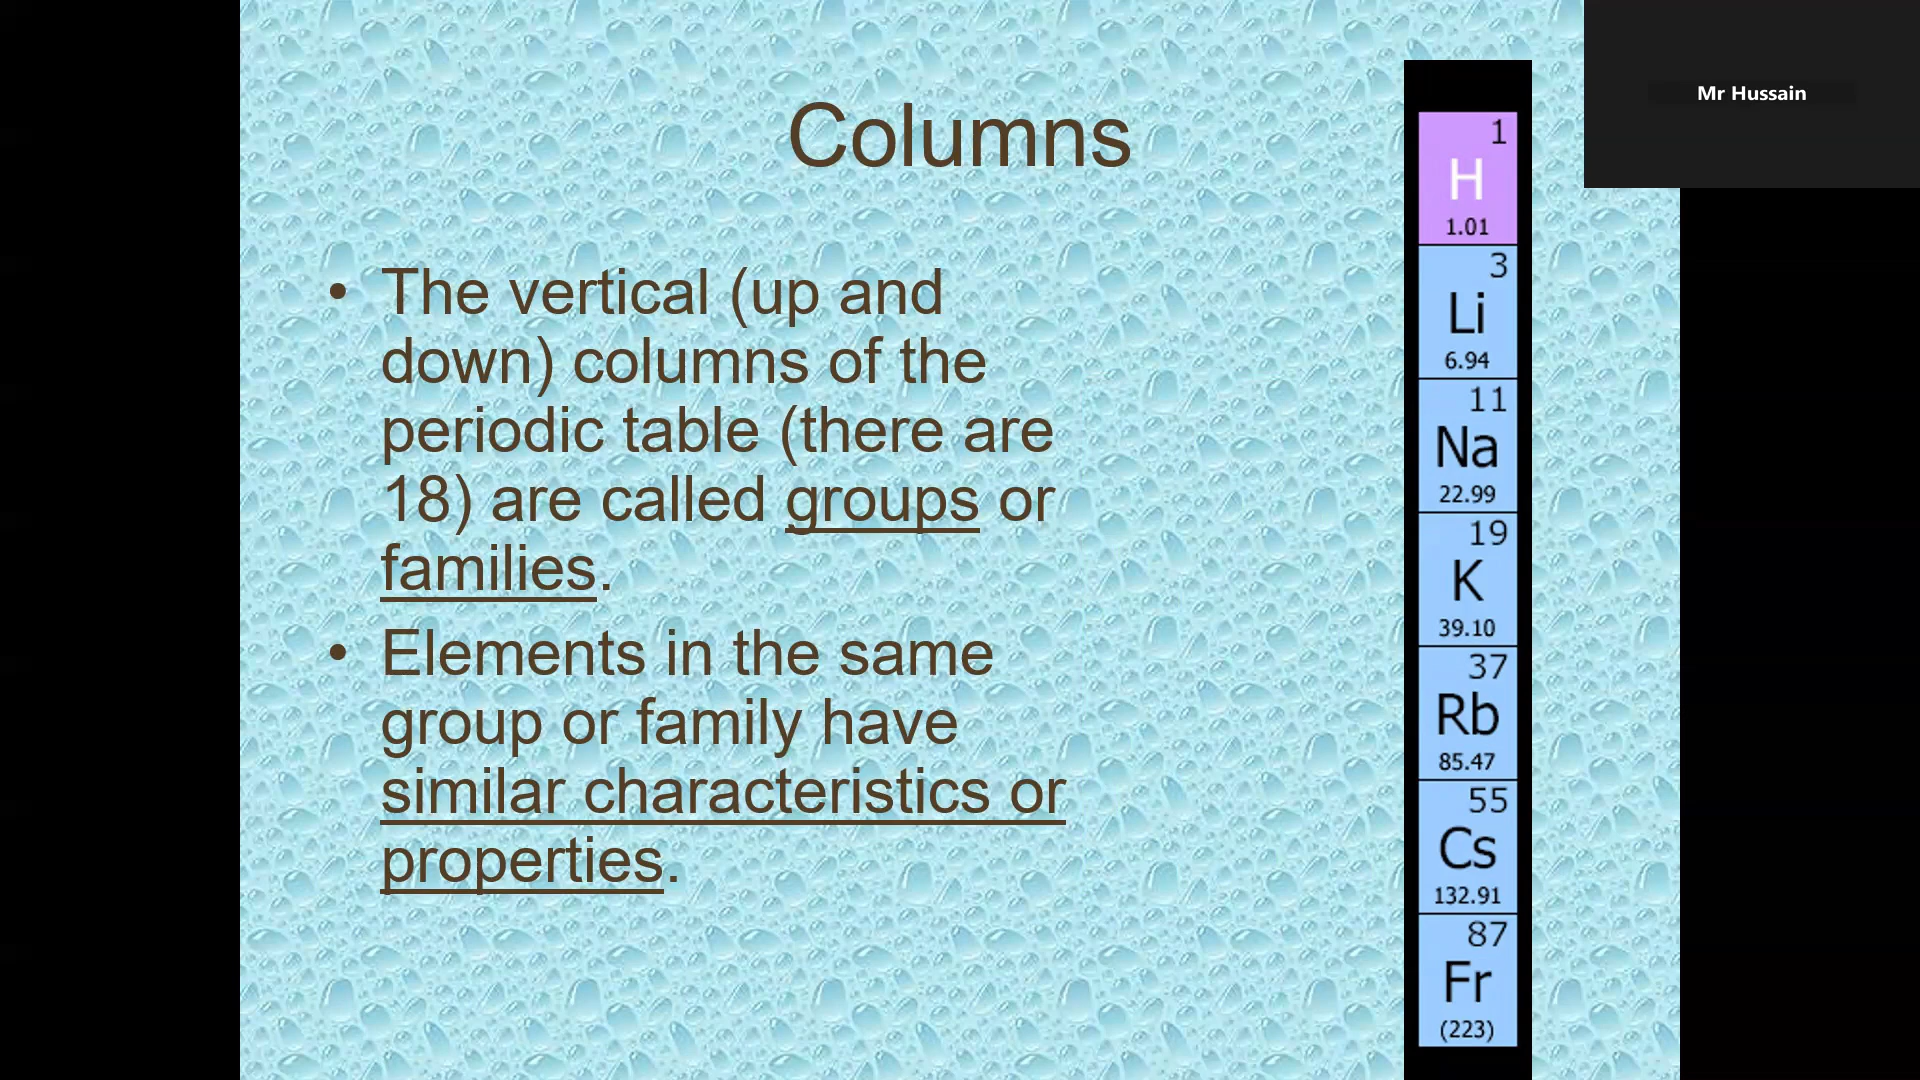 Columns
• The vertical (up and
down) columns of the
periodic table (there are
18) are called groups or
families.
• Elements in the same
group or family have
similar characteristics or
properties.
1
H
1.01
3
Li
6.94
11
Na
22.99
19
K
39.10
37
Rb
85.47
55
Cs
132.91
87
Fr
(223)
Mr Hussain